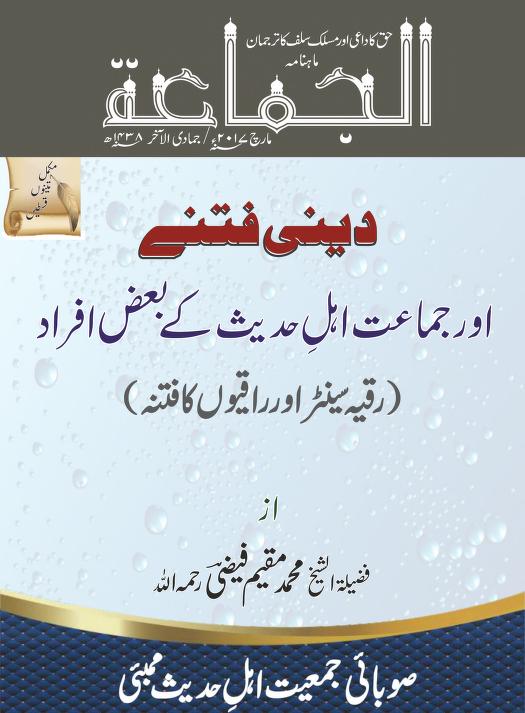 حق کا داعی اور مسلک سلف کا ترجمان
ماہنامہ
الجماعة
مارچ ۲۰۱۷ء / جمادی الآخر ۱۴۳۸ھ
مکمل
تینوں
قسطیں
دینی فتنے
اور جماعت اہلِ حدیث کے بعض افراد
(رقیہ سینٹر اور راقیوں کا فتنہ)
از
فضیلۃ الشیخ محمد مقیم فیضی رحمہ اللہ
صوبائی جمعیت اہلِ حدیث ممبئی